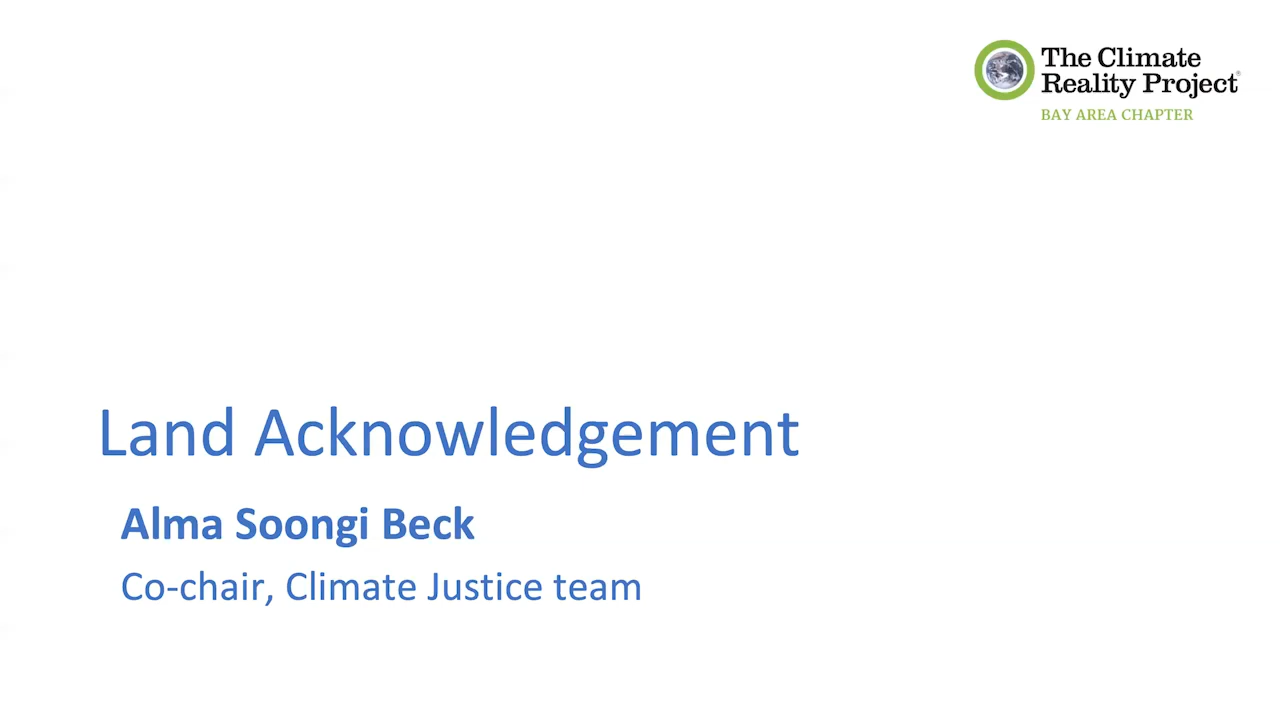 The Climate
Reality Project®
BAY AREA CHAPTER
Land Acknowledgement
Alma Soongi Beck
Co-chair, Climate Justice team